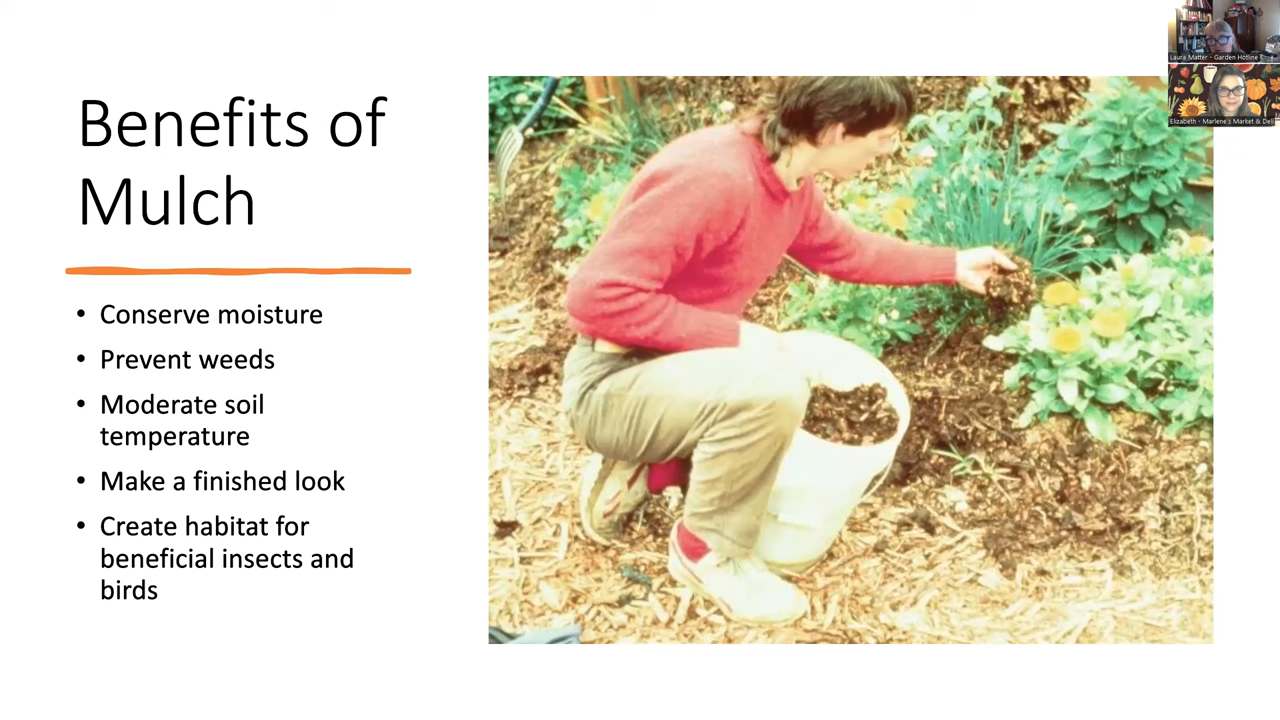 Benefits of
Mulch
• Conserve moisture
• Prevent weeds
• Moderate soil
temperature
• Make a finished look
• Create habitat for
beneficial insects and
birds
Laura Matter - Garden Hotline
Elizabeth - Marlene's Market & Deli